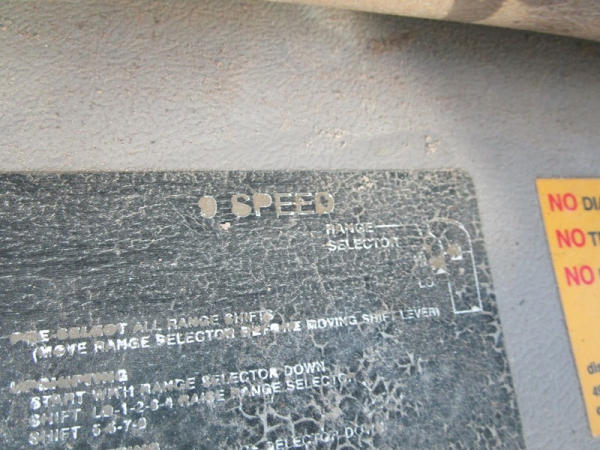 9 SPEED
RANGE
SELECTOR
LO
PRE-SELECT ALL RANGE SHIFTS
(MOVE RANGE SELECTOR BEFORE MOVING SHIFT LEVER)
START WITH RANGE SELECTOR DOWN
SHIFT LO-1-2-3-4 RAISE RANGE SELECTOR
SHIFT 5-6-7-8
SELECTOR DOWN
NO
NO
NO